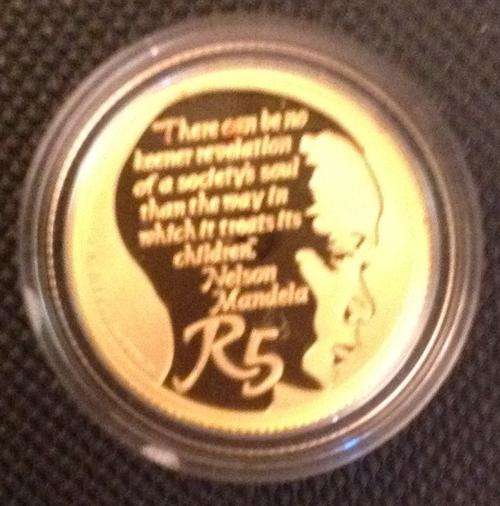 "There can be no
keener revelation
of a society's soul
than the way in
which it treats its
children".
Nelson
Mandela
R5